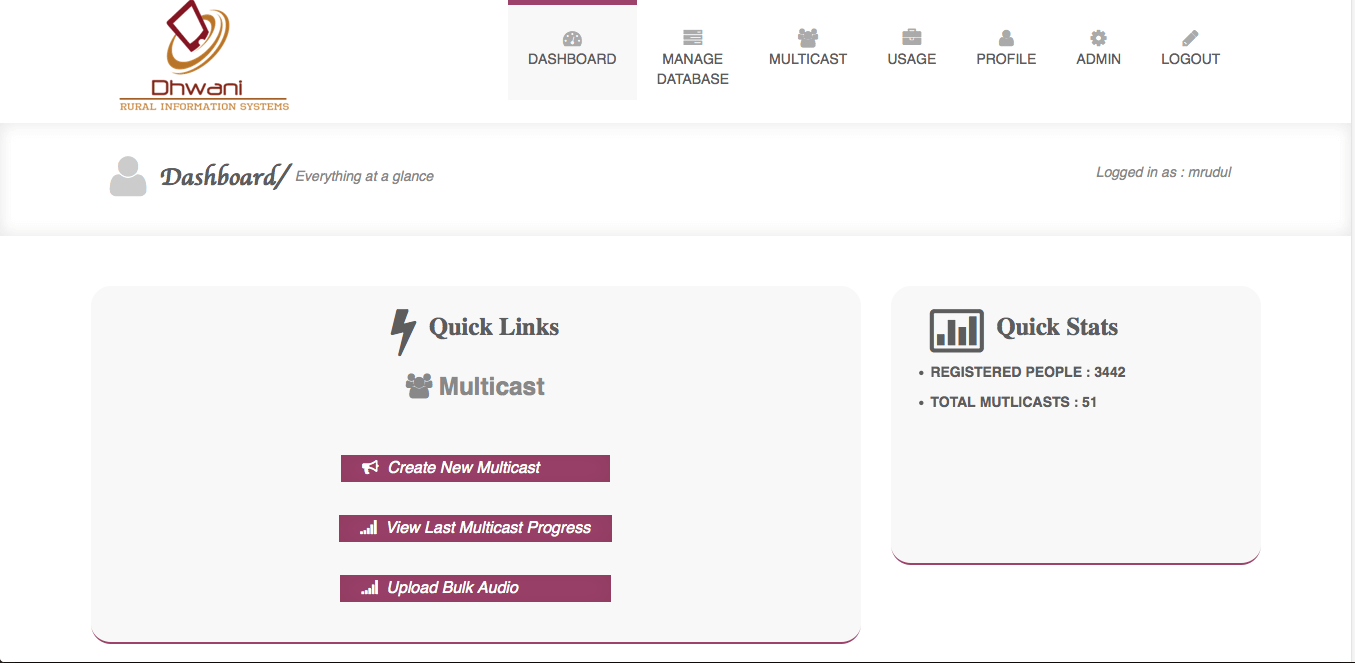 Dhwani
RURAL INFORMATION SYSTEMS
DASHBOARD
MANAGE
DATABASE
MULTICAST
USAGE
PROFILE
ADMIN
LOGOUT
Dashboard/ Everything at a glance
Logged in as : mrudul
Quick Links
Multicast
Create New Multicast
View Last Multicast Progress
Upload Bulk Audio
Quick Stats
• REGISTERED PEOPLE : 3442
• TOTAL MUTLICASTS : 51